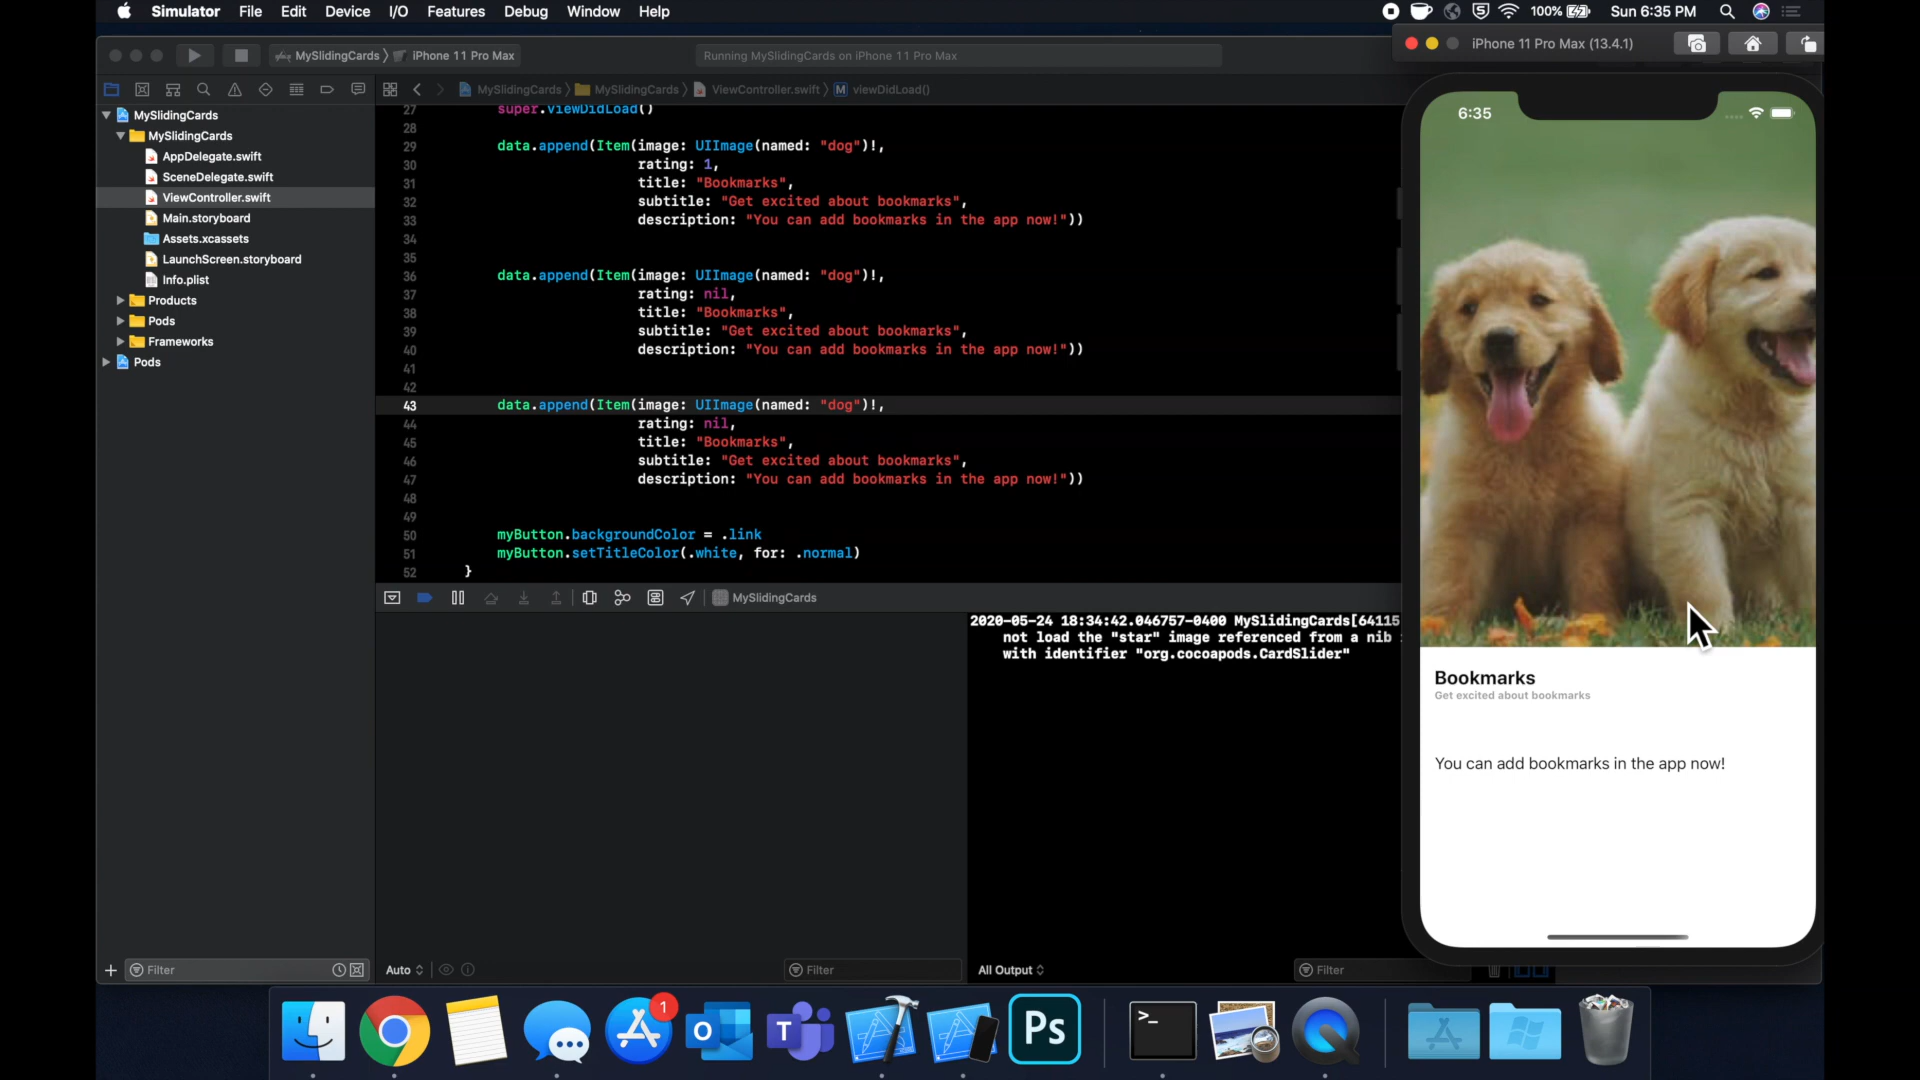 Simulator File Edit Device I/O Features Debug Window Help
100% Sun 6:35 PM
MySlidingCards iPhone 11 Pro Max
Running MySlidingCards on iPhone 11 Pro Max
iPhone 11 Pro Max (13.4.1)
MySlidingCards MySlidingCards ViewController.swift M viewDidLoad()
MySlidingCards
MySlidingCards
AppDelegate.swift
SceneDelegate.swift
ViewController.swift
Main.storyboard
Assets.xcassets
LaunchScreen.storyboard
Info.plist
Products
Pods
Frameworks
Pods
27 super.viewDidLoad()
28
29 data.append(Item(image: UIImage(named: "dog")!,
30 rating: 1,
31 title: "Bookmarks",
32 subtitle: "Get excited about bookmarks",
33 description: "You can add bookmarks in the app now!"))
34
35
36 data.append(Item(image: UIImage(named: "dog")!,
37 rating: nil,
38 title: "Bookmarks",
39 subtitle: "Get excited about bookmarks",
40 description: "You can add bookmarks in the app now!"))
41
42
43 data.append(Item(image: UIImage(named: "dog")!,
44 rating: nil,
45 title: "Bookmarks",
46 subtitle: "Get excited about bookmarks",
47 description: "You can add bookmarks in the app now!"))
48
49
50 myButton.backgroundColor = .link
51 myButton.setTitleColor(.white, for: .normal)
52 }
MySlidingCards
2020-05-24 18:34:42.046757-0400 MySlidingCards[64115
not load the "star" image referenced from a nib
with identifier "org.cocoapods.CardSlider"
Filter
Auto
Filter
All Output
Filter
6:35
Bookmarks
Get excited about bookmarks
You can add bookmarks in the app now!
1
O
T
Ps
>_